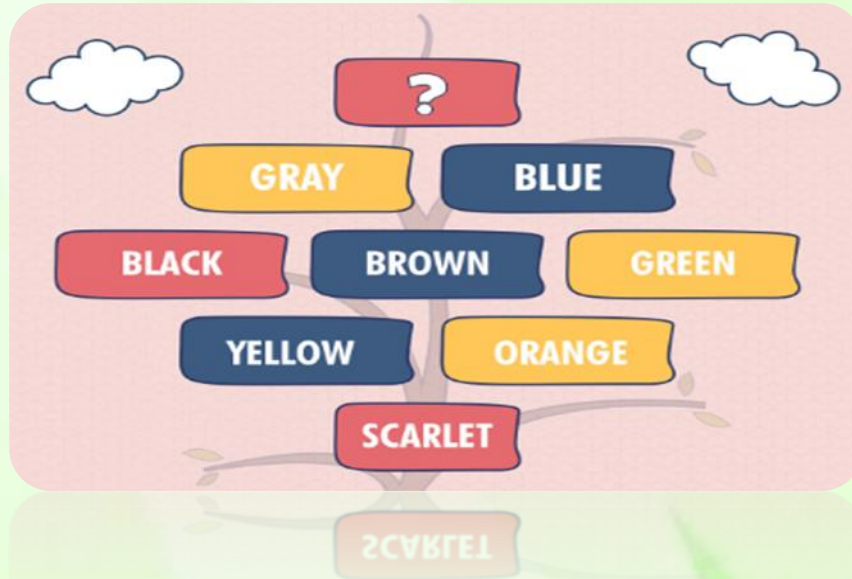 ?
GRAY BLUE
BLACK BROWN GREEN
YELLOW ORANGE
SCARLET
SCARLET